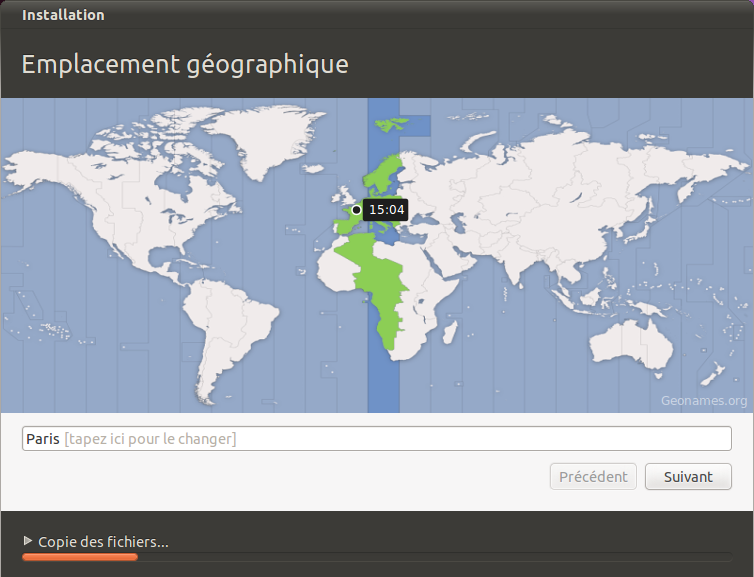 Installation
Emplacement géographique
15:04
Geonames.org
Paris [tapez ici pour le changer]
Précédent
Suivant
Copie des fichiers...